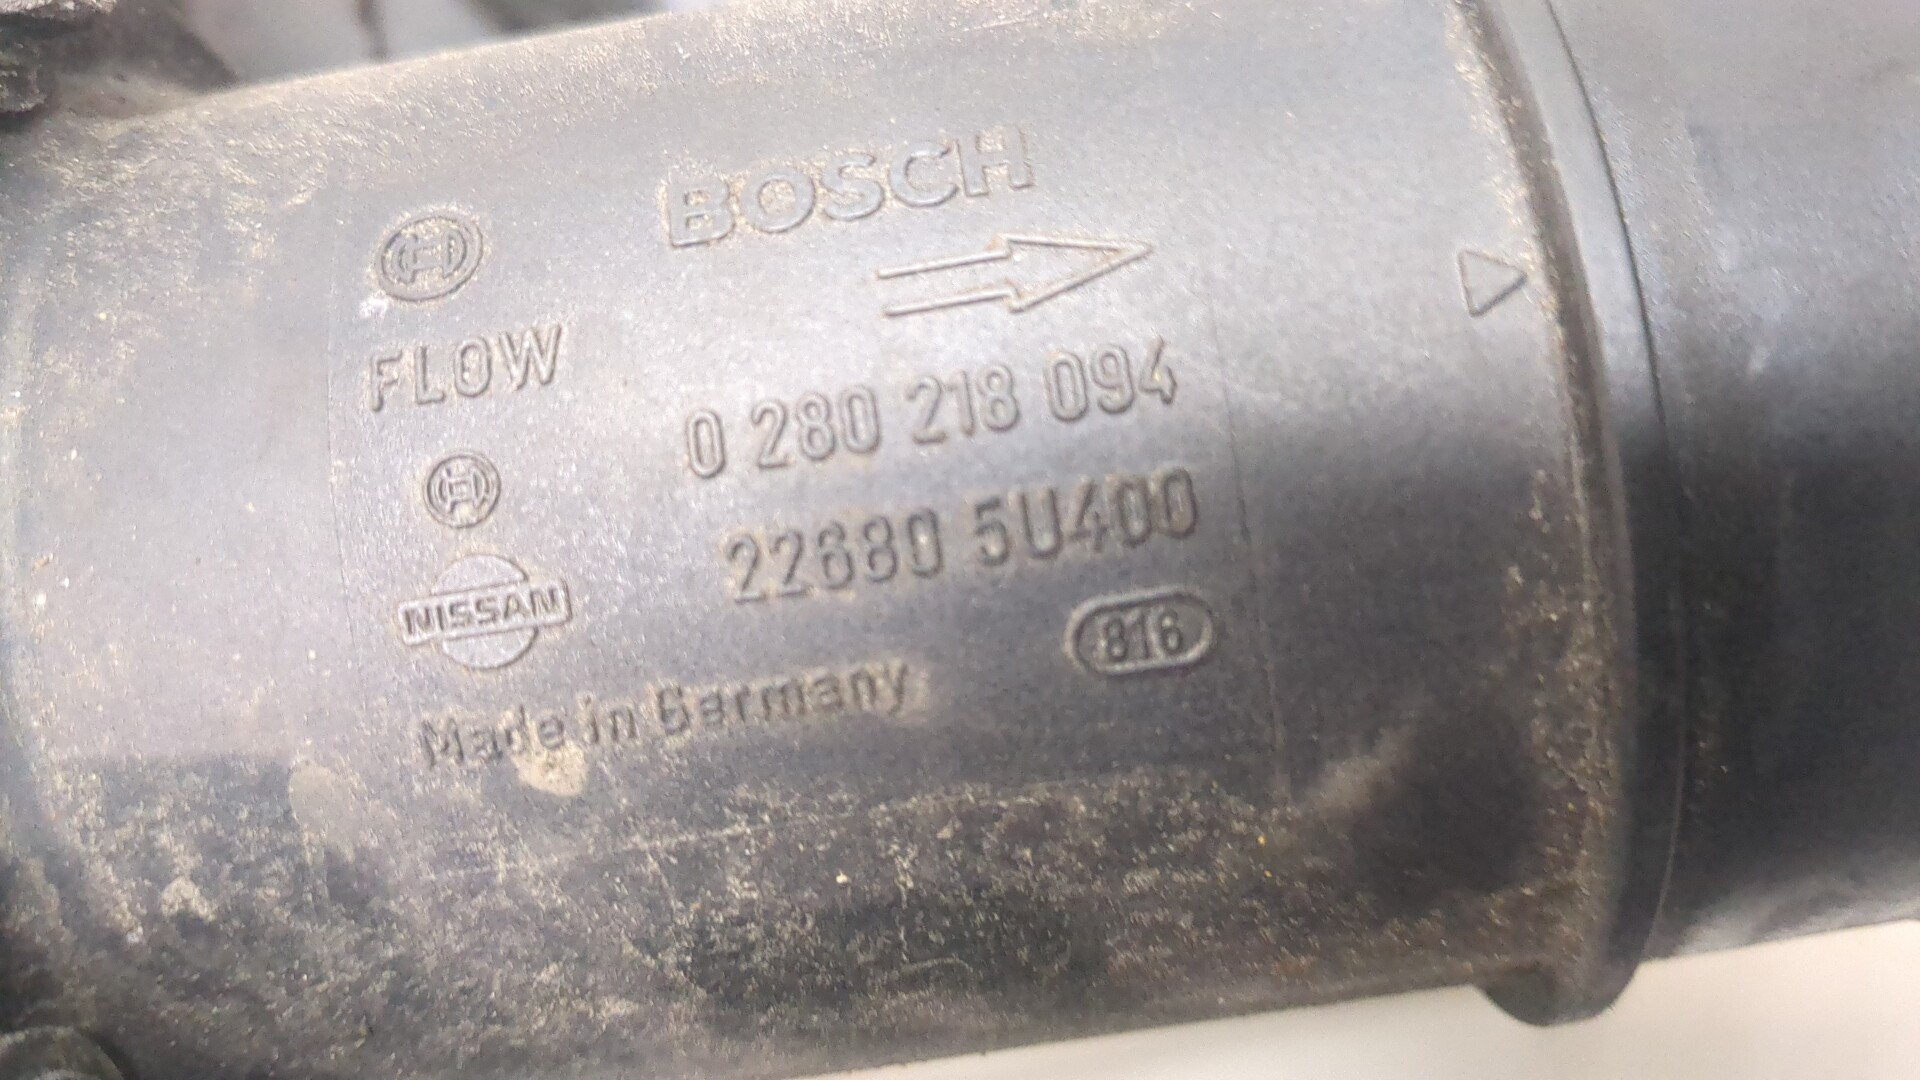 BOSCH
FLOW
0 280 218 094
22680 5U400
NISSAN
816
Made in Germany